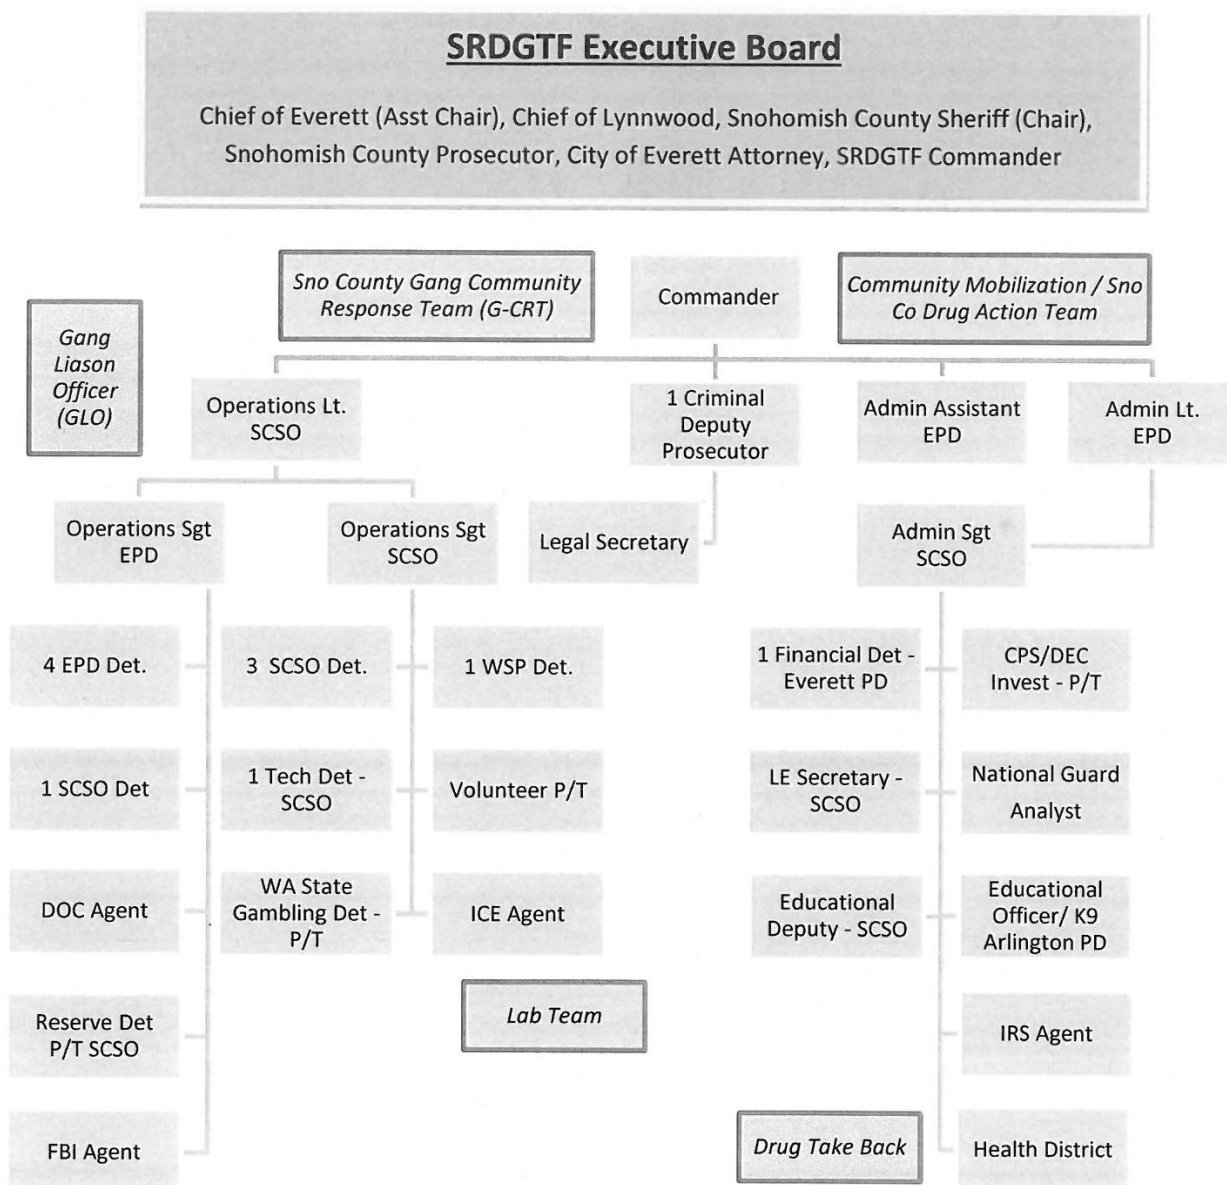 SRDGTF Executive Board
Chief of Everett (Asst Chair), Chief of Lynnwood, Snohomish County Sheriff (Chair),
Snohomish County Prosecutor, City of Everett Attorney, SRDGTF Commander
Sno County Gang Community
Response Team (G-CRT)
Commander
Community Mobilization / Sno
Co Drug Action Team
Gang
Liason
Officer
(GLO)
Operations Lt.
SCSO
1 Criminal
Deputy
Prosecutor
Admin Assistant
EPD
Admin Lt.
EPD
Operations Sgt
EPD
Operations Sgt
SCSO
Legal Secretary
Admin Sgt
SCSO
4 EPD Det.
3 SCSO Det.
1 WSP Det.
1 Financial Det -
Everett PD
CPS/DEC
Invest - P/T
1 SCSO Det
1 Tech Det -
SCSO
Volunteer P/T
LE Secretary -
SCSO
National Guard
Analyst
DOC Agent
WA State
Gambling Det -
P/T
ICE Agent
Educational
Deputy - SCSO
Educational
Officer/ K9
Arlington PD
Lab Team
Reserve Det
P/T SCSO
IRS Agent
FBI Agent
Drug Take Back
Health District